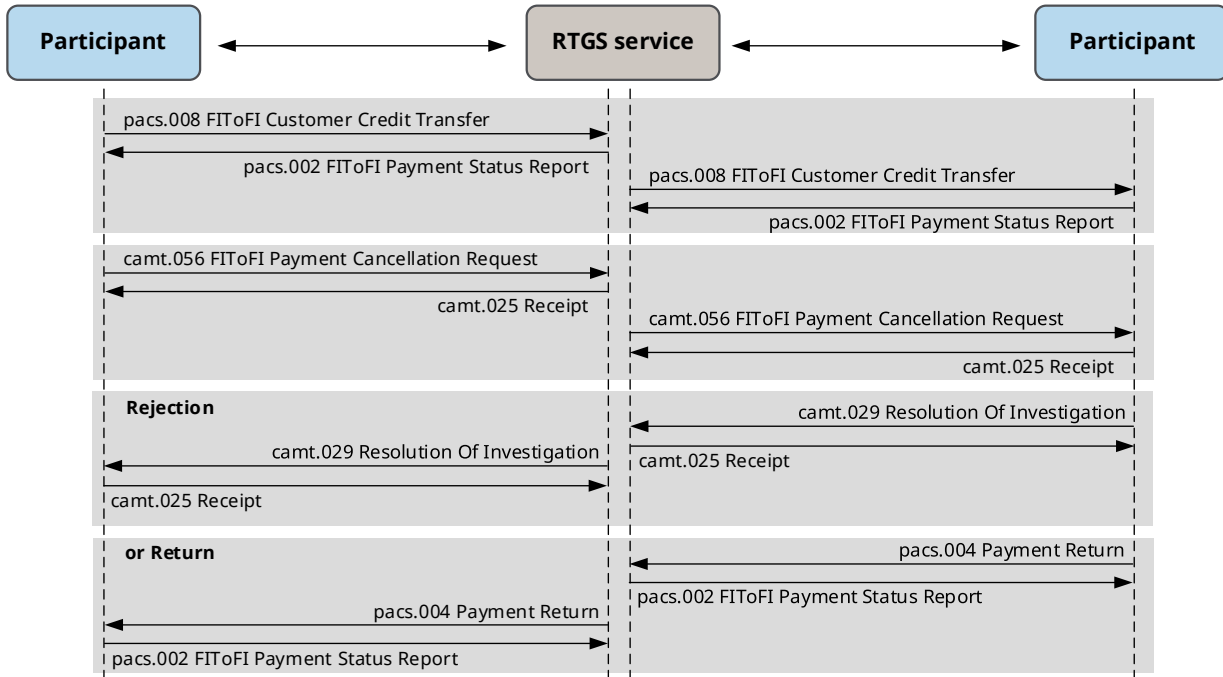 Participant
RTGS service
Participant
pacs.008 FIToFI Customer Credit Transfer
pacs.002 FIToFI Payment Status Report
pacs.008 FIToFI Customer Credit Transfer
pacs.002 FIToFI Payment Status Report
camt.056 FIToFI Payment Cancellation Request
camt.025 Receipt
camt.056 FIToFI Payment Cancellation Request
camt.025 Receipt
Rejection
camt.029 Resolution Of Investigation
camt.025 Receipt
camt.029 Resolution Of Investigation
camt.025 Receipt
or Return
pacs.004 Payment Return
pacs.002 FIToFI Payment Status Report
pacs.004 Payment Return
pacs.002 FIToFI Payment Status Report